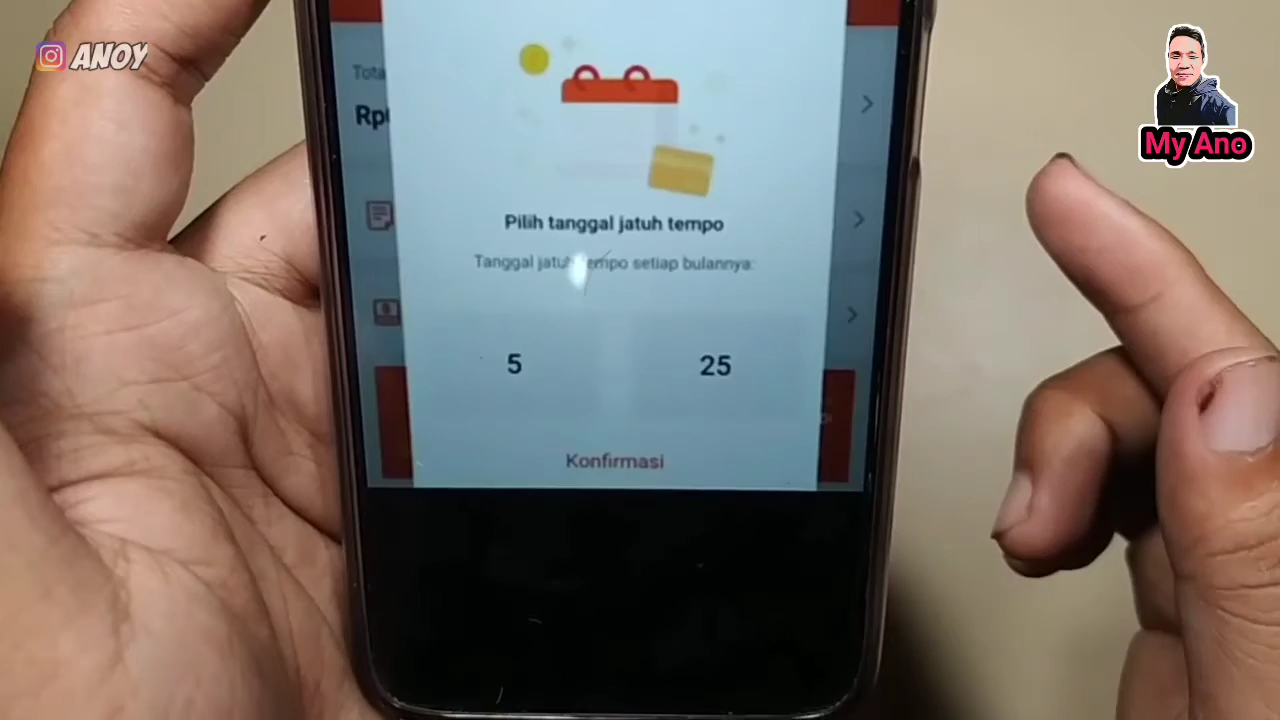 ANOY
My Ano
Pilih tanggal jatuh tempo
Tanggal jatuh tempo setiap bulannya:
5
25
Konfirmasi